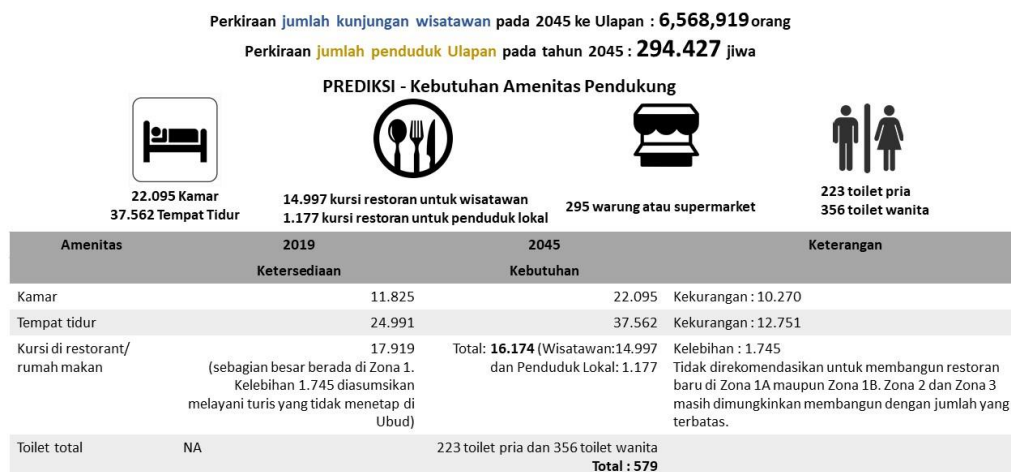 Perkiraan jumlah kunjungan wisatawan pada 2045 ke Ulapan : 6,568,919 orang
Perkiraan jumlah penduduk Ulapan pada tahun 2045 : 294.427 jiwa
PREDIKSI - Kebutuhan Amenitas Pendukung
22.095 Kamar
37.562 Tempat Tidur
14.997 kursi restoran untuk wisatawan
1.177 kursi restoran untuk penduduk lokal
295 warung atau supermarket
223 toilet pria
356 toilet wanita
Amenitas 2019 2045 Keterangan
Ketersediaan Kebutuhan
Kamar 11.825 22.095 Kekurangan : 10.270
Tempat tidur 24.991 37.562 Kekurangan : 12.751
Kursi di restorant/ 17.919 Total: 16.174 (Wisatawan:14.997 Kelebihan : 1.745
rumah makan (sebagian besar berada di Zona 1. dan Penduduk Lokal: 1.177 Tidak direkomendasikan untuk membangun restoran
Kelebihan 1.745 diasumsikan baru di Zona 1A maupun Zona 1B. Zona 2 dan Zona 3
melayani turis yang tidak menetap di masih dimungkinkan membangun dengan jumlah yang
Ubud) terbatas.
Toilet total NA 223 toilet pria dan 356 toilet wanita
Total : 579